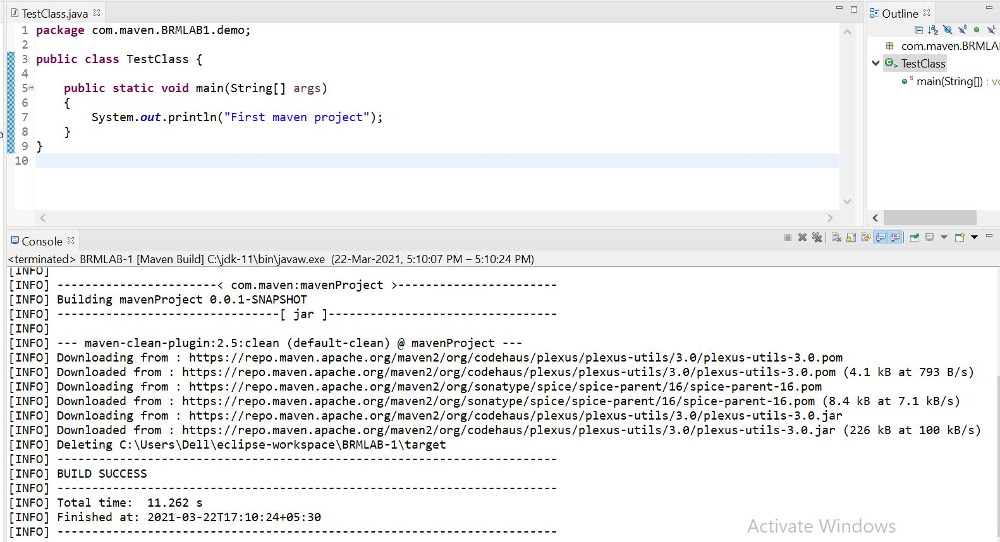 TestClass.java
1 package com.maven.BRMLAB1.demo;
2
3 public class TestClass {
4
5 public static void main(String[] args)
6 {
7 System.out.println("First maven project");
8 }
9 }
10
Outline
com.maven.BRMLA
TestClass
main(String[]) : vo
Console
<terminated> BRMLAB-1 [Maven Build] C:\jdk-11\bin\javaw.exe (22-Mar-2021, 5:10:07 PM – 5:10:24 PM)
[INFO]
[INFO] -----------------------< com.maven:mavenProject >-----------------------
[INFO] Building mavenProject 0.0.1-SNAPSHOT
[INFO] --------------------------------[ jar ]---------------------------------
[INFO]
[INFO] --- maven-clean-plugin:2.5:clean (default-clean) @ mavenProject ---
[INFO] Downloading from : https://repo.maven.apache.org/maven2/org/codehaus/plexus/plexus-utils/3.0/plexus-utils-3.0.pom
[INFO] Downloaded from : https://repo.maven.apache.org/maven2/org/codehaus/plexus/plexus-utils/3.0/plexus-utils-3.0.pom (4.1 kB at 793 B/s)
[INFO] Downloading from : https://repo.maven.apache.org/maven2/org/sonatype/spice/spice-parent/16/spice-parent-16.pom
[INFO] Downloaded from : https://repo.maven.apache.org/maven2/org/sonatype/spice/spice-parent/16/spice-parent-16.pom (8.4 kB at 7.1 kB/s)
[INFO] Downloading from : https://repo.maven.apache.org/maven2/org/codehaus/plexus/plexus-utils/3.0/plexus-utils-3.0.jar
[INFO] Downloaded from : https://repo.maven.apache.org/maven2/org/codehaus/plexus/plexus-utils/3.0/plexus-utils-3.0.jar (226 kB at 100 kB/s)
[INFO] Deleting C:\Users\Dell\eclipse-workspace\BRMLAB-1\target
[INFO] ------------------------------------------------------------------------
[INFO] BUILD SUCCESS
[INFO] ------------------------------------------------------------------------
[INFO] Total time:  11.262 s
[INFO] Finished at: 2021-03-22T17:10:24+05:30
[INFO] ------------------------------------------------------------------------
Activate Windows